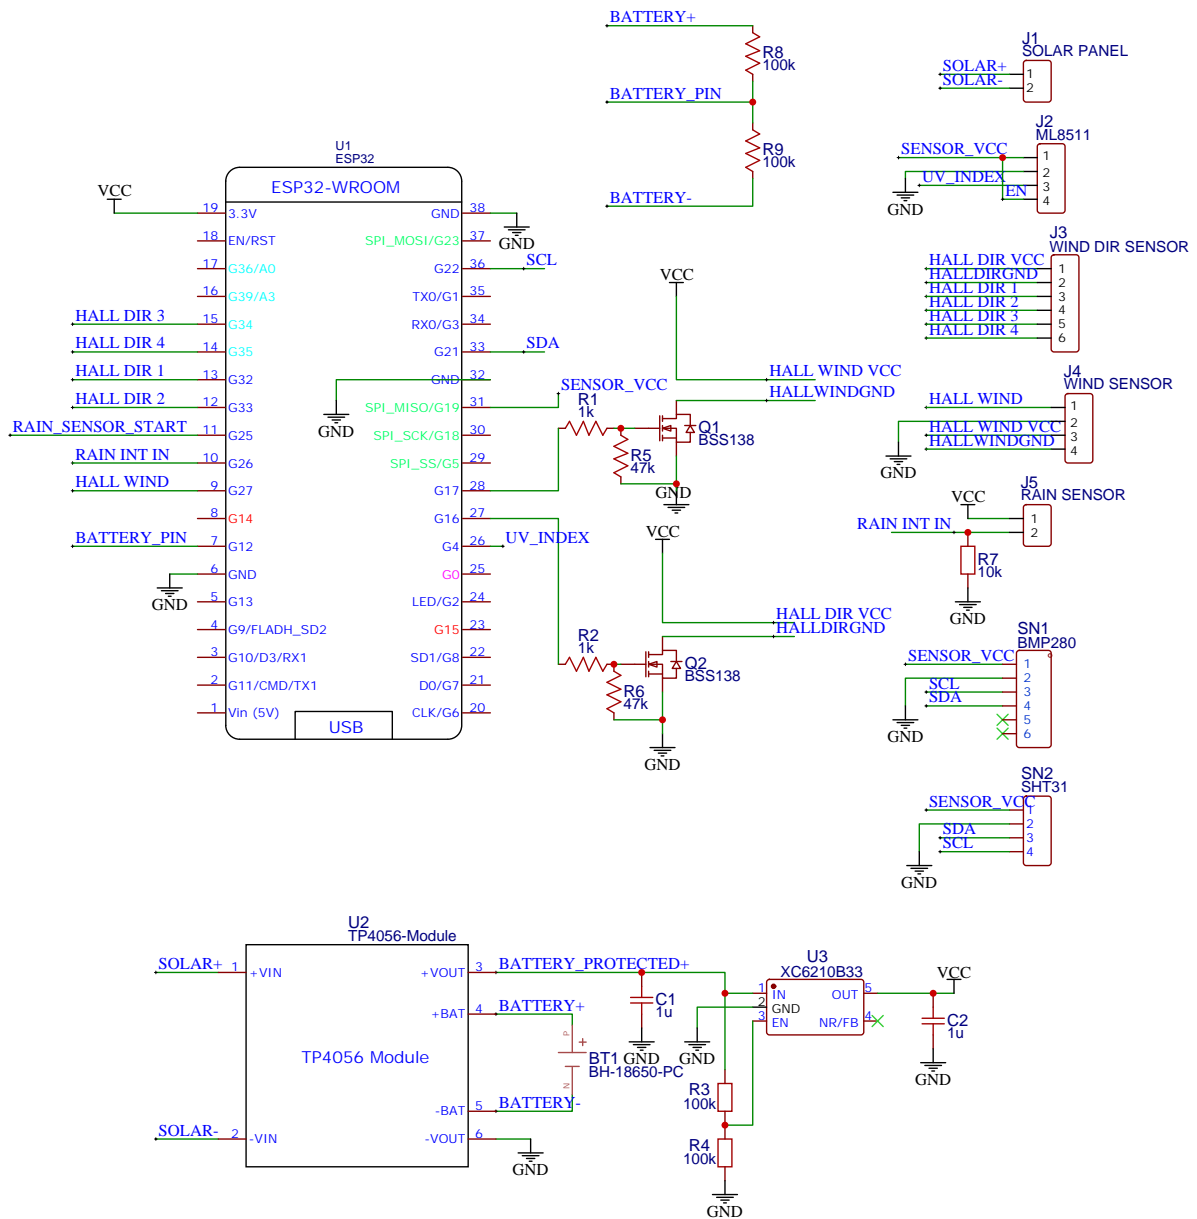 BATTERY+
R8
100k
BATTERY_PIN
R9
100k
BATTERY-
J1
SOLAR PANEL
SOLAR+
1
SOLAR-
2
J2
ML8511
SENSOR_VCC
1
2
UV_INDEX
3
EN
4
GND
J3
WIND DIR SENSOR
HALL DIR VCC
1
HALLDIRGND
2
HALL DIR 1
3
HALL DIR 2
4
HALL DIR 3
5
HALL DIR 4
6
J4
WIND SENSOR
HALL WIND
1
2
HALL WIND VCC
3
HALLWINDGND
4
GND
J5
RAIN SENSOR
VCC
1
RAIN INT IN
2
R7
10k
GND
SN1
BMP280
SENSOR_VCC
1
2
SCL
3
SDA
4
5
6
GND
SN2
SHT31
SENSOR_VCC
1
2
SDA
3
SCL
4
GND
U1
ESP32
ESP32-WROOM
VCC
19 3.3V
18 EN/RST
17 G36/A0
16 G39/A3
HALL DIR 3 15 G34
HALL DIR 4 14 G35
HALL DIR 1 13 G32
HALL DIR 2 12 G33
RAIN_SENSOR_START 11 G25
RAIN INT IN 10 G26
HALL WIND 9 G27
8 G14
BATTERY_PIN 7 G12
6 GND
GND
5 G13
4 G9/FLADH_SD2
3 G10/D3/RX1
2 G11/CMD/TX1
1 Vin (5V)
USB
GND 38
GND
SPI_MOSI/G23 37
G22 36 SCL
TX0/G1 35
RX0/G3 34
G21 33 SDA
GND 32
GND
SPI_MISO/G19 31 SENSOR_VCC
SPI_SCK/G18 30
SPI_SS/G5 29
G17 28
G16 27
G4 26 UV_INDEX
G0 25
LED/G2 24
G15 23
SD1/G8 22
D0/G7 21
CLK/G6 20
VCC
HALL WIND VCC
HALLWINDGND
R1
1k
Q1
BSS138
R5
47k
GND
VCC
HALL DIR VCC
HALLDIRGND
R2
1k
Q2
BSS138
R6
47k
GND
U2
TP4056-Module
SOLAR+ 1 +VIN
+VOUT 3 BATTERY_PROTECTED+
+BAT 4 BATTERY+
TP4056 Module
P
+
BT1
BH-18650-PC
N
-BAT 5 BATTERY-
SOLAR- 2 -VIN
-VOUT 6
GND
C1
1u
GND
GND
U3
XC6210B33
1 IN
2 GND
3 EN
OUT 5
NR/FB 4
VCC
C2
1u
GND
R3
100k
R4
100k
GND